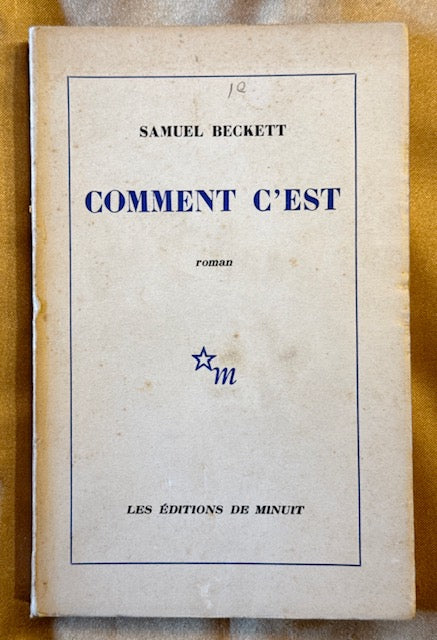 SAMUEL BECKETT
COMMENT C'EST
roman
m
LES ÉDITIONS DE MINUIT